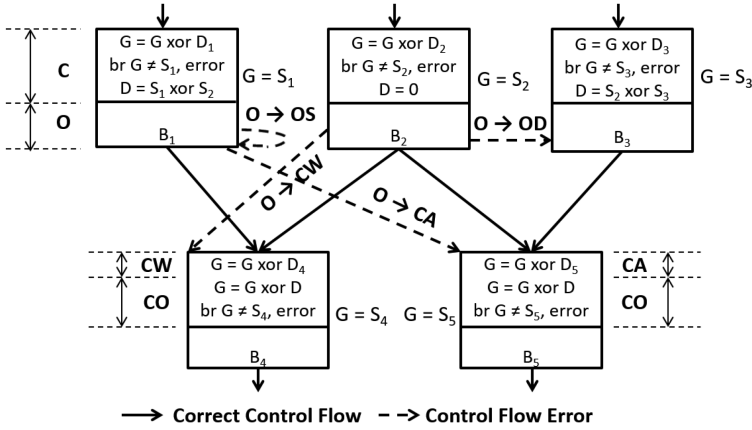 C
O
G = G xor D₁
br G ≠ S₁, error
D = S₁ xor S₂
B₁
G = S₁
G = G xor D₂
br G ≠ S₂, error
D = 0
B₂
G = S₂
G = G xor D₃
br G ≠ S₃, error
D = S₂ xor S₃
B₃
G = S₃
O → OS
O → OD
O → CW
O → CA
CW
CO
G = G xor D₄
G = G xor D
br G ≠ S₄, error
B₄
G = S₄
G = S₅
G = G xor D₅
G = G xor D
br G ≠ S₅, error
B₅
CA
CO
Correct Control Flow
Control Flow Error